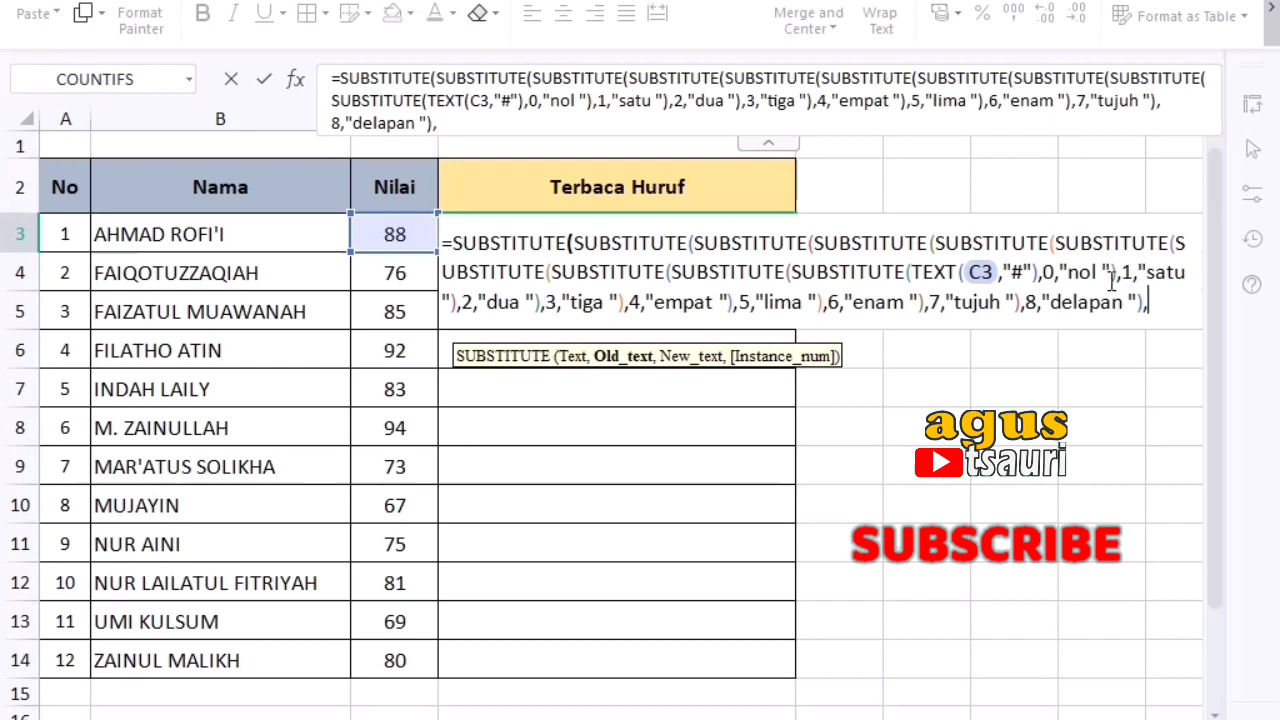 Paste
Format
Painter
B I U A
Merge and
Center
Wrap
Text
% 000 ←.0 .00
.00 →.0
Format as Table
COUNTIFS
fx
=SUBSTITUTE(SUBSTITUTE(SUBSTITUTE(SUBSTITUTE(SUBSTITUTE(SUBSTITUTE(SUBSTITUTE(SUBSTITUTE(SUBSTITUTE(
SUBSTITUTE(TEXT(C3,"#"),0,"nol "),1,"satu "),2,"dua "),3,"tiga "),4,"empat "),5,"lima "),6,"enam "),7,"tujuh "),
8,"delapan "),
A B
1
2 No Nama Nilai Terbaca Huruf
3 1 AHMAD ROFI'I 88
=SUBSTITUTE(SUBSTITUTE(SUBSTITUTE(SUBSTITUTE(SUBSTITUTE(SUBSTITUTE(S
4 2 FAIQOTUZZAQIAH 76
UBSTITUTE(SUBSTITUTE(SUBSTITUTE(SUBSTITUTE(TEXT(C3,"#"),0,"nol "),1,"satu
5 3 FAIZATUL MUAWANAH 85
"),2,"dua "),3,"tiga "),4,"empat "),5,"lima "),6,"enam "),7,"tujuh "),8,"delapan "),
6 4 FILATHO ATIN 92
SUBSTITUTE (Text, Old_text, New_text, [Instance_num])
7 5 INDAH LAILY 83
8 6 M. ZAINULLAH 94
9 7 MAR'ATUS SOLIKHA 73
10 8 MUJAYIN 67
11 9 NUR AINI 75
12 10 NUR LAILATUL FITRIYAH 81
13 11 UMI KULSUM 69
14 12 ZAINUL MALIKH 80
15
agus
tsauri
SUBSCRIBE